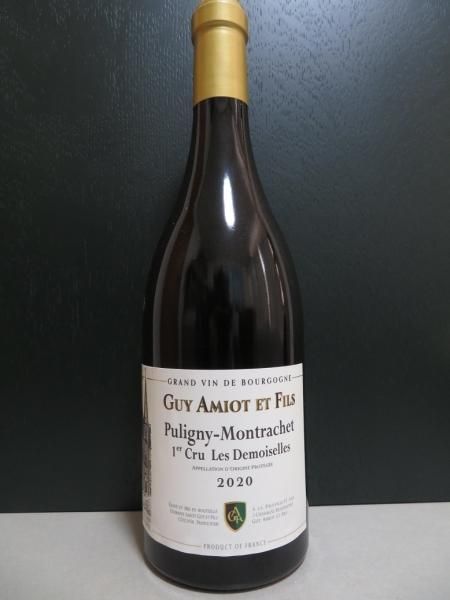 GRAND VIN DE BOURGOGNE
GUY AMIOT ET FILS
Puligny-Montrachet
1er Cru Les Demoiselles
APPELLATION D'ORIGINE PROTÉGÉE
2020
GA
PRODUCT OF FRANCE